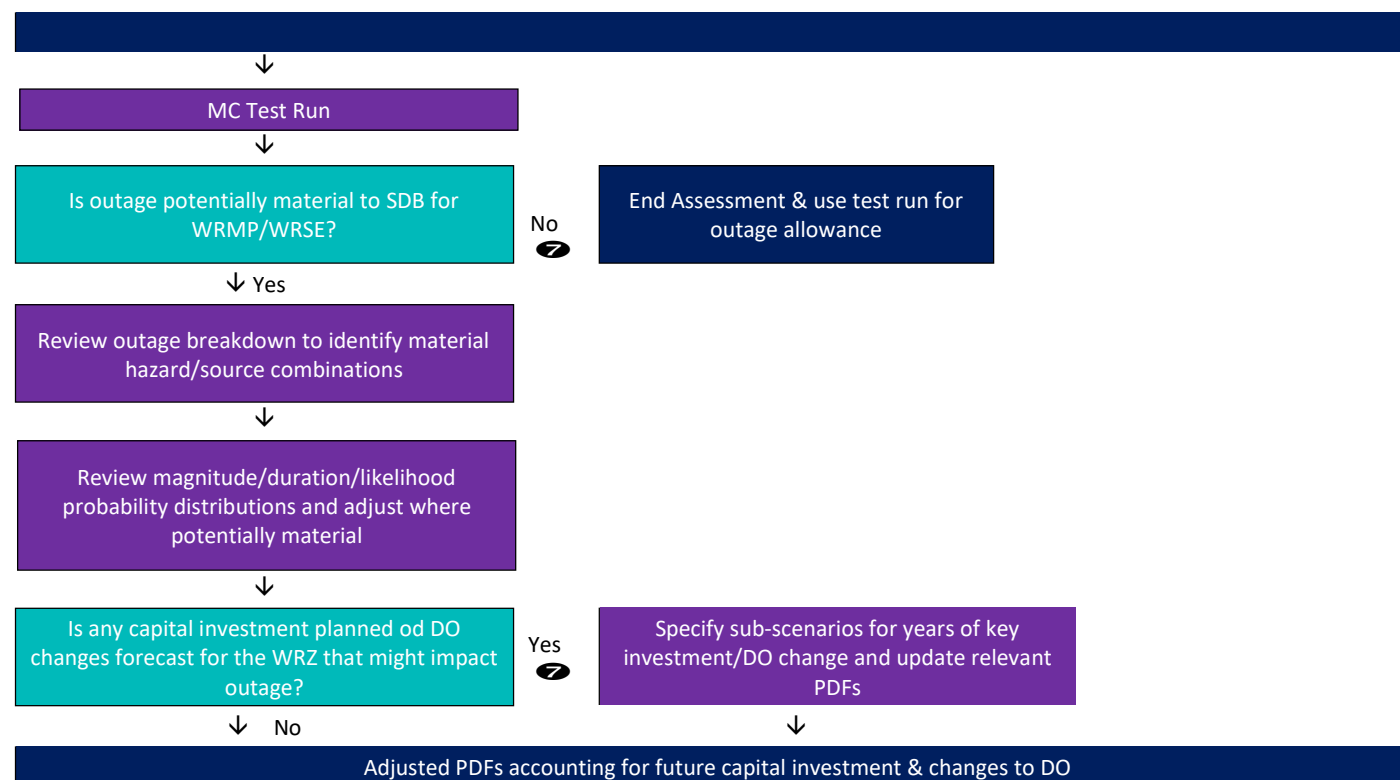 MC Test Run
Is outage potentially material to SDB for
WRMP/WRSE?
No
❼
End Assessment & use test run for
outage allowance
Yes
Review outage breakdown to identify material
hazard/source combinations
Review magnitude/duration/likelihood
probability distributions and adjust where
potentially material
Is any capital investment planned od DO
changes forecast for the WRZ that might impact
outage?
Yes
❼
Specify sub-scenarios for years of key
investment/DO change and update relevant
PDFs
No
Adjusted PDFs accounting for future capital investment & changes to DO